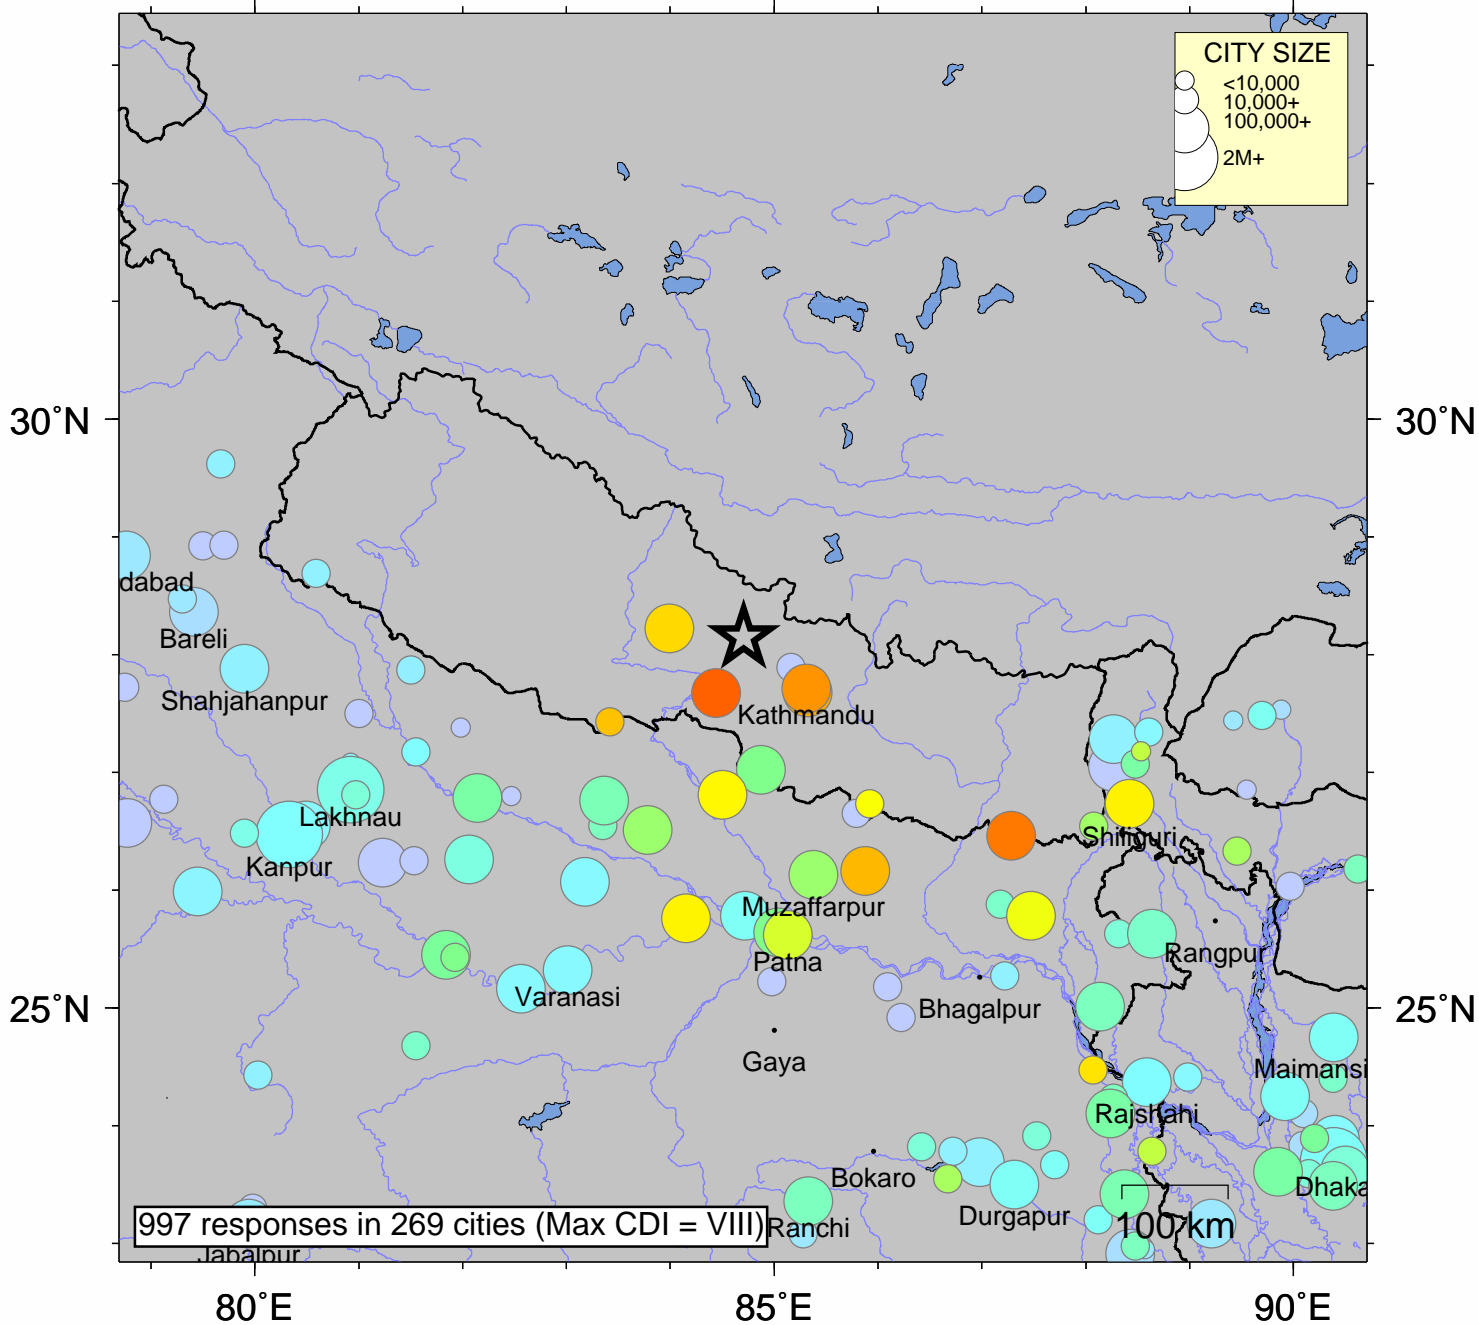 CITY SIZE
<10,000
10,000+
100,000+
2M+
30˚N
30˚N
dabad
Bareli
Shahjahanpur
Kathmandu
Lakhnau
Kanpur
Shiliguri
Muzaffarpur
Patna
Rangpur
Varanasi
Bhagalpur
25˚N
25˚N
Gaya
Maimansi
Rajshahi
Bokaro
Dhaka
Durgapur
100 km
997 responses in 269 cities (Max CDI = VIII)
Ranchi
Jabalpur
80˚E
85˚E
90˚E